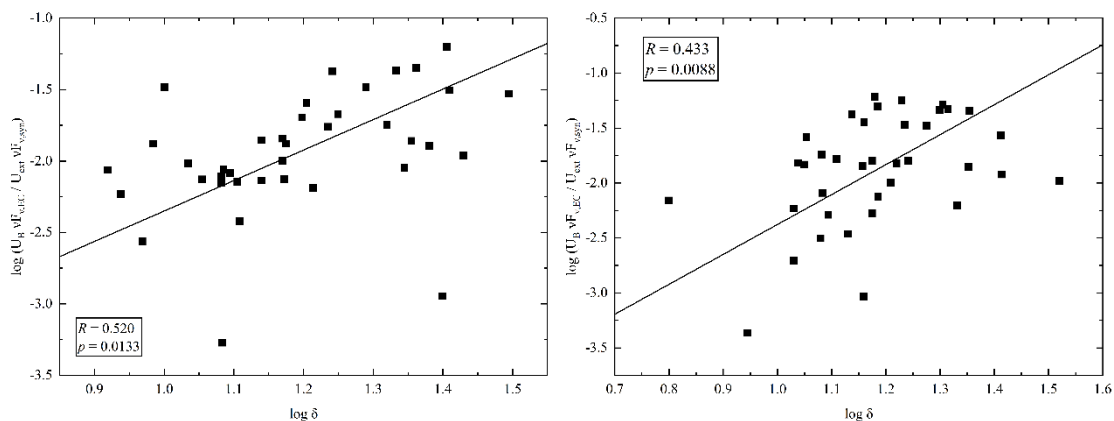 -1.0
-1.5
-2.0
-2.5
-3.0
-3.5
0.9 1.0 1.1 1.2 1.3 1.4 1.5
log (U_B νF_ν,EC / U_ext νF_ν,syn)
log δ
R = 0.520
p = 0.0133
-0.5
-1.0
-1.5
-2.0
-2.5
-3.0
-3.5
0.7 0.8 0.9 1.0 1.1 1.2 1.3 1.4 1.5 1.6
log (U_B νF_ν,EC / U_ext νF_ν,syn)
log δ
R = 0.433
p = 0.0088